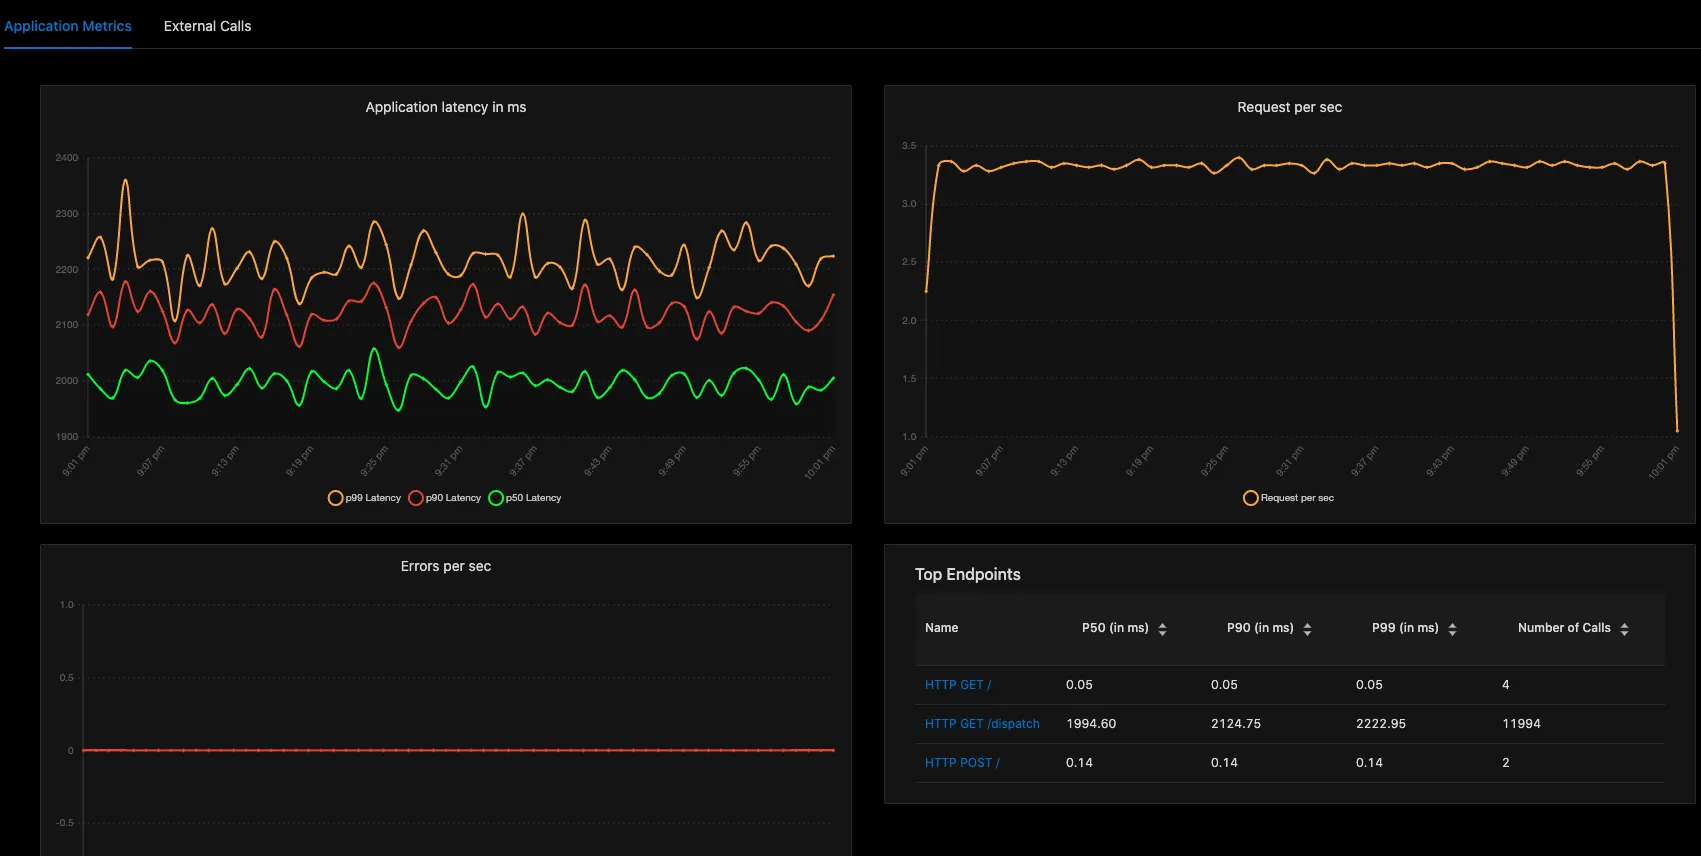 Application Metrics External Calls
Application latency in ms
2400
2300
2200
2100
2000
1900
9:01 pm 9:07 pm 9:13 pm 9:19 pm 9:25 pm 9:31 pm 9:37 pm 9:43 pm 9:49 pm 9:55 pm 10:01 pm
p99 Latency p90 Latency p50 Latency
Request per sec
3.5
3.0
2.5
2.0
1.5
1.0
9:01 pm 9:07 pm 9:13 pm 9:19 pm 9:25 pm 9:31 pm 9:37 pm 9:43 pm 9:49 pm 9:55 pm 10:01 pm
Request per sec
Errors per sec
1.0
0.5
0
-0.5
Top Endpoints
Name P50 (in ms) P90 (in ms) P99 (in ms) Number of Calls
HTTP GET / 0.05 0.05 0.05 4
HTTP GET /dispatch 1994.60 2124.75 2222.95 11994
HTTP POST / 0.14 0.14 0.14 2